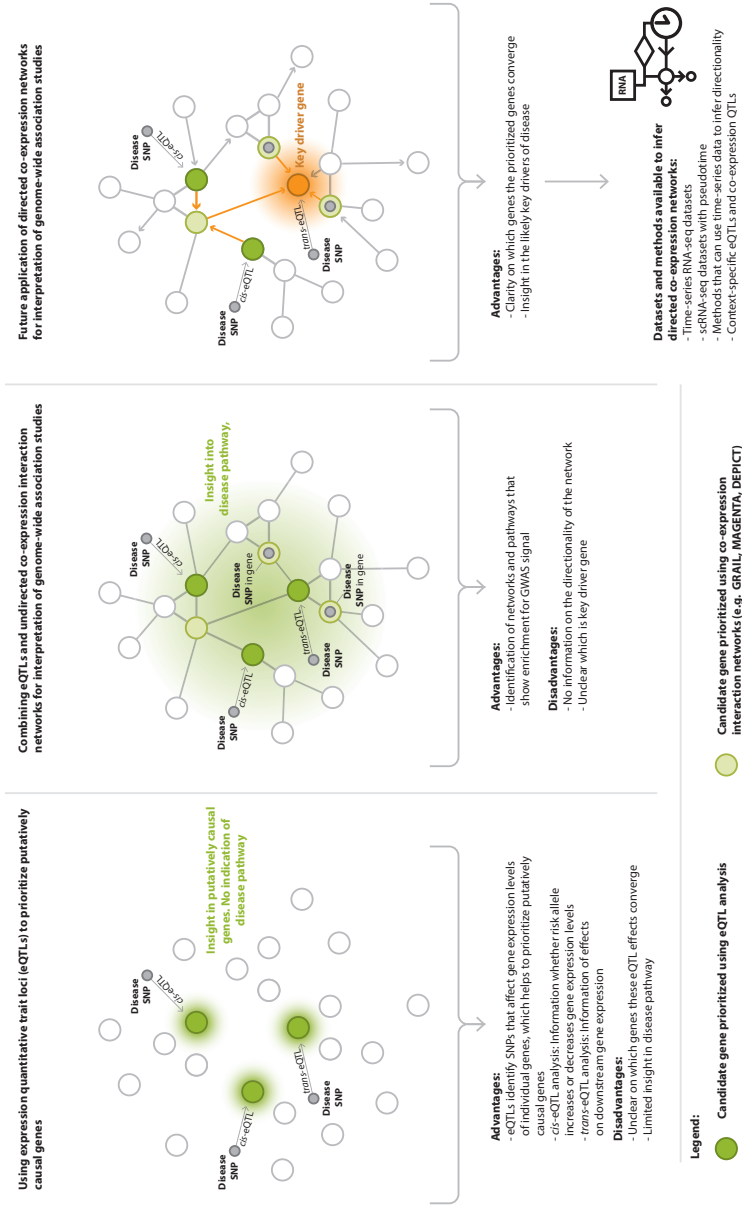 Using expression quantitative trait loci (eQTLs) to prioritize putatively
causal genes
Disease
SNP
cis-eQTL
Disease
SNP
cis-eQTL
trans-eQTL
Disease
SNP
Insight in putatively causal
genes. No indication of
disease pathway
Advantages:
- eQTLs identify SNPs that affect gene expression levels
of individual genes, which helps to prioritize putatively
causal genes
- cis-eQTL analysis: Information whether risk allele
increases or decreases gene expression levels
- trans-eQTL analysis: Information of effects
on downstream gene expression
Disadvantages:
- Unclear on which genes these eQTL effects converge
- Limited insight in disease pathway
Combining eQTLs and undirected co-expression interaction
networks for interpretation of genome-wide association studies
Disease
SNP
cis-eQTL
Disease
SNP
cis-eQTL
Insight into
disease pathway,
Disease
SNP in gene
trans-eQTL
Disease
SNP
Disease
SNP in gene
Advantages:
- Identification of networks and pathways that
show enrichment for GWAS signal
Disadvantages:
- No information on the directionality of the network
- Unclear which is key driver gene
Future application of directed co-expression networks
for interpretation of genome-wide association studies
Disease
SNP
cis-eQTL
Disease
SNP
cis-eQTL
trans-eQTL
Disease
SNP
Key driver gene
Advantages:
- Clarity on which genes the prioritized genes converge
- Insight in the likely key drivers of disease
RNA
Datasets and methods available to infer
directed co-expression networks:
- Time-series RNA-seq datasets
- scRNA-seq datasets with pseudotime
- Methods that can use time-series data to infer directionality
- Context-specific eQTLs and co-expression QTLs
Legend:
Candidate gene prioritized using eQTL analysis
Candidate gene prioritized using co-expression
interaction networks (e.g. GRAIL, MAGENTA, DEPICT)